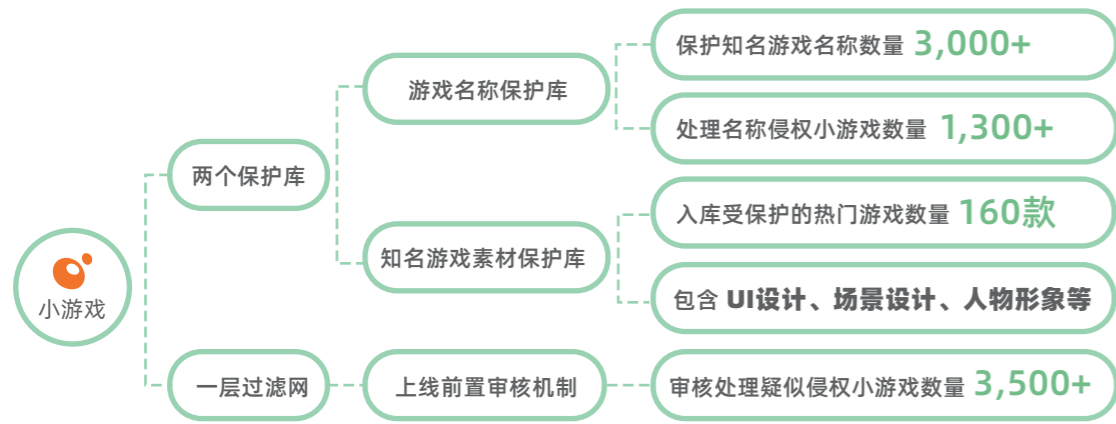 小游戏
两个保护库
游戏名称保护库
保护知名游戏名称数量 3,000+
处理名称侵权小游戏数量 1,300+
知名游戏素材保护库
入库受保护的热门游戏数量 160款
包含 UI设计、场景设计、人物形象等
一层过滤网
上线前置审核机制
审核处理疑似侵权小游戏数量 3,500+